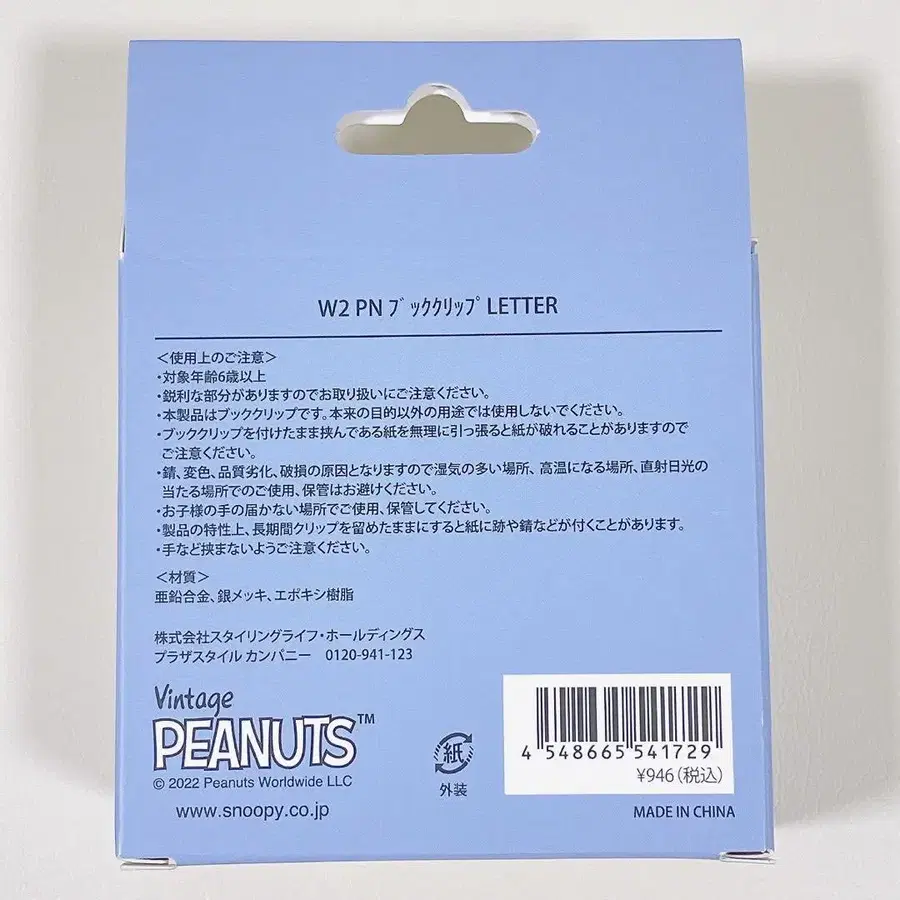 W2 PN ﾌﾞｯｸｸﾘｯﾌﾟ LETTER
＜使用上のご注意＞
・対象年齢6歳以上
・鋭利な部分がありますのでお取り扱いにご注意ください。
・本製品はブッククリップです。本来の目的以外の用途では使用しないでください。
・ブッククリップを付けたまま挟んである紙を無理に引っ張ると紙が破れることがありますので
ご注意ください。
・錆、変色、品質劣化、破損の原因となりますので湿気の多い場所、高温になる場所、直射日光の
当たる場所でのご使用、保管はお避けください。
・お子様の手の届かない場所でご使用、保管してください。
・製品の特性上、長期間クリップを留めたままにすると紙に跡や錆などが付くことがあります。
・手など挟まないようご注意ください。
＜材質＞
亜鉛合金、銀メッキ、エポキシ樹脂
株式会社スタイリングライフ・ホールディングス
プラザスタイル カンパニー 0120-941-123
Vintage
PEANUTS™
© 2022 Peanuts Worldwide LLC
www.snoopy.co.jp
紙
外装
4 548665 541729
¥946（税込）
MADE IN CHINA